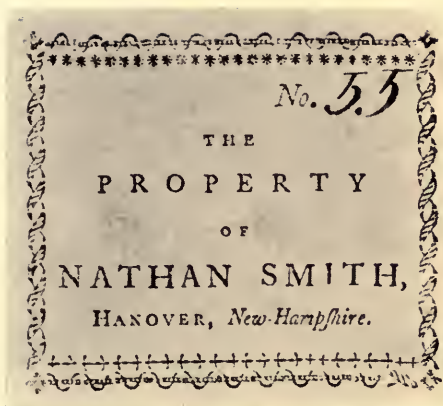 No. 55
THE
PROPERTY
OF
NATHAN SMITH,
HANOVER, New-Hampſhire.